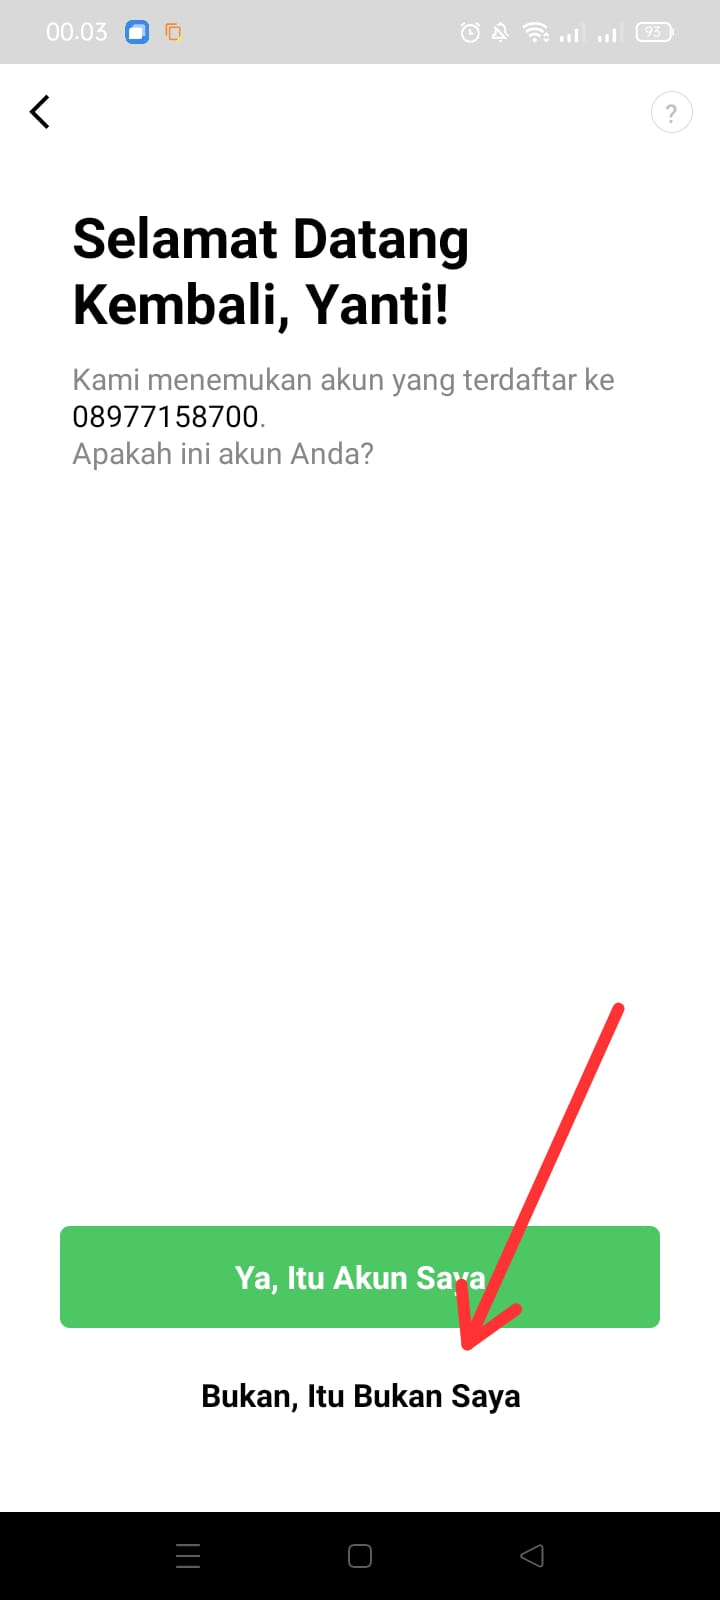 00.03
93
?
Selamat Datang
Kembali, Yanti!
Kami menemukan akun yang terdaftar ke
08977158700.
Apakah ini akun Anda?
Ya, Itu Akun Saya
Bukan, Itu Bukan Saya